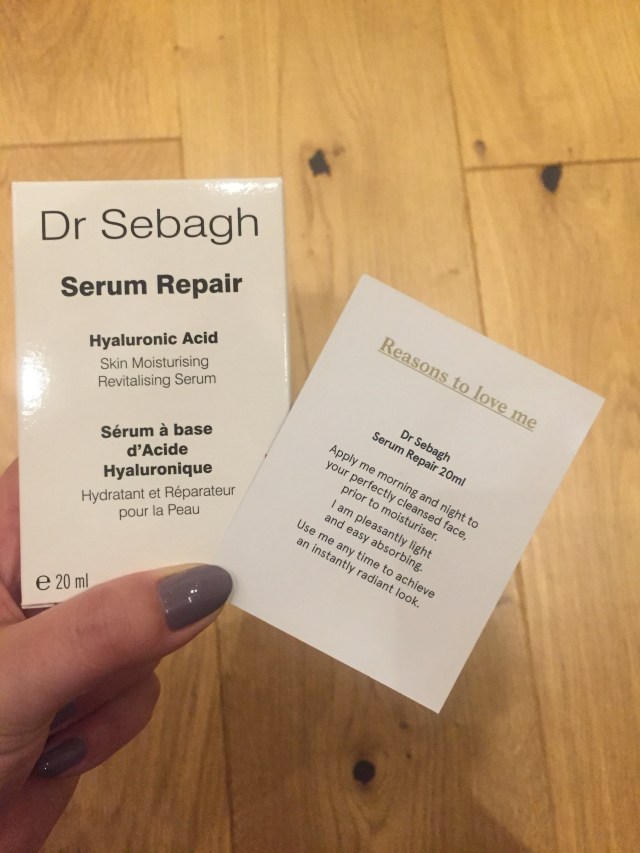 Dr Sebagh
Serum Repair
Hyaluronic Acid
Skin Moisturising
Revitalising Serum
Sérum à base
d'Acide
Hyaluronique
Hydratant et Réparateur
pour la Peau
e 20 ml
Reasons to love me
Dr Sebagh
Serum Repair 20ml
Apply me morning and night to
your perfectly cleansed face,
prior to moisturiser.
I am pleasantly light
and easy absorbing.
Use me any time to achieve
an instantly radiant look.